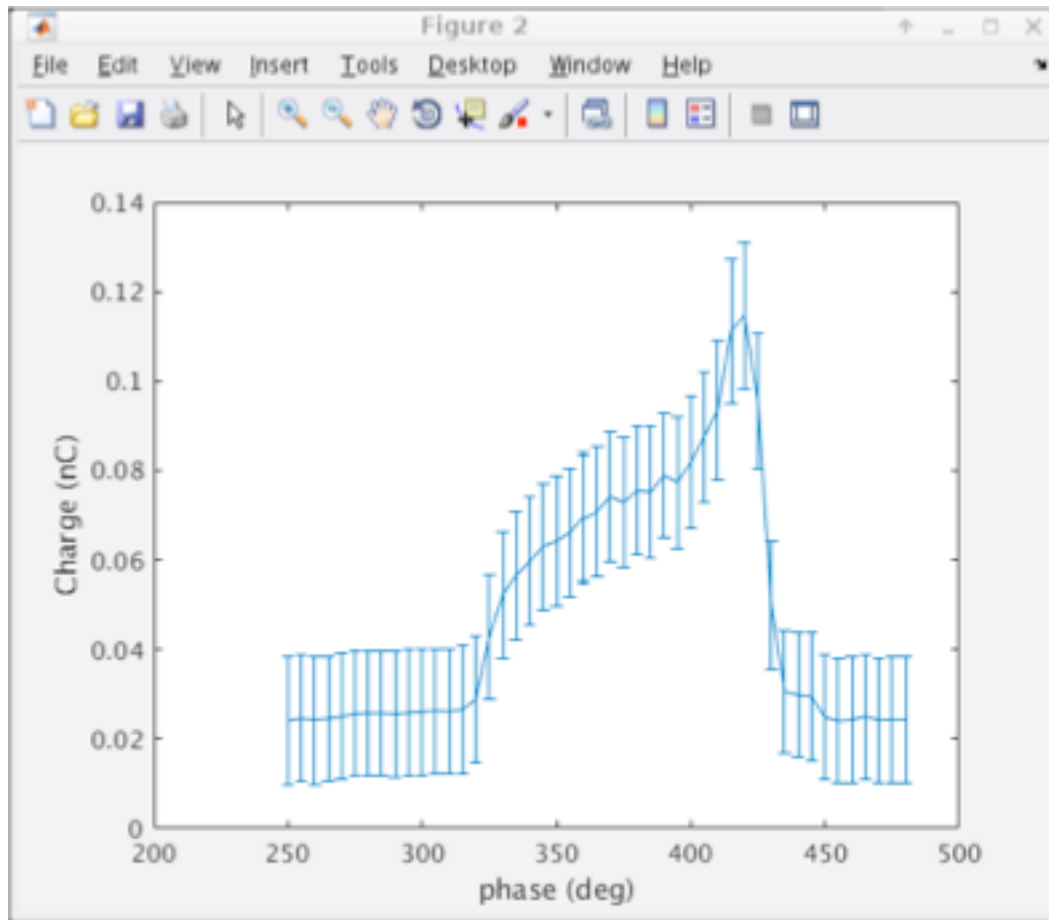 Figure 2
File Edit View Insert Tools Desktop Window Help
0.14
0.12
0.1
0.08
0.06
0.04
0.02
0
Charge (nC)
200 250 300 350 400 450 500
phase (deg)